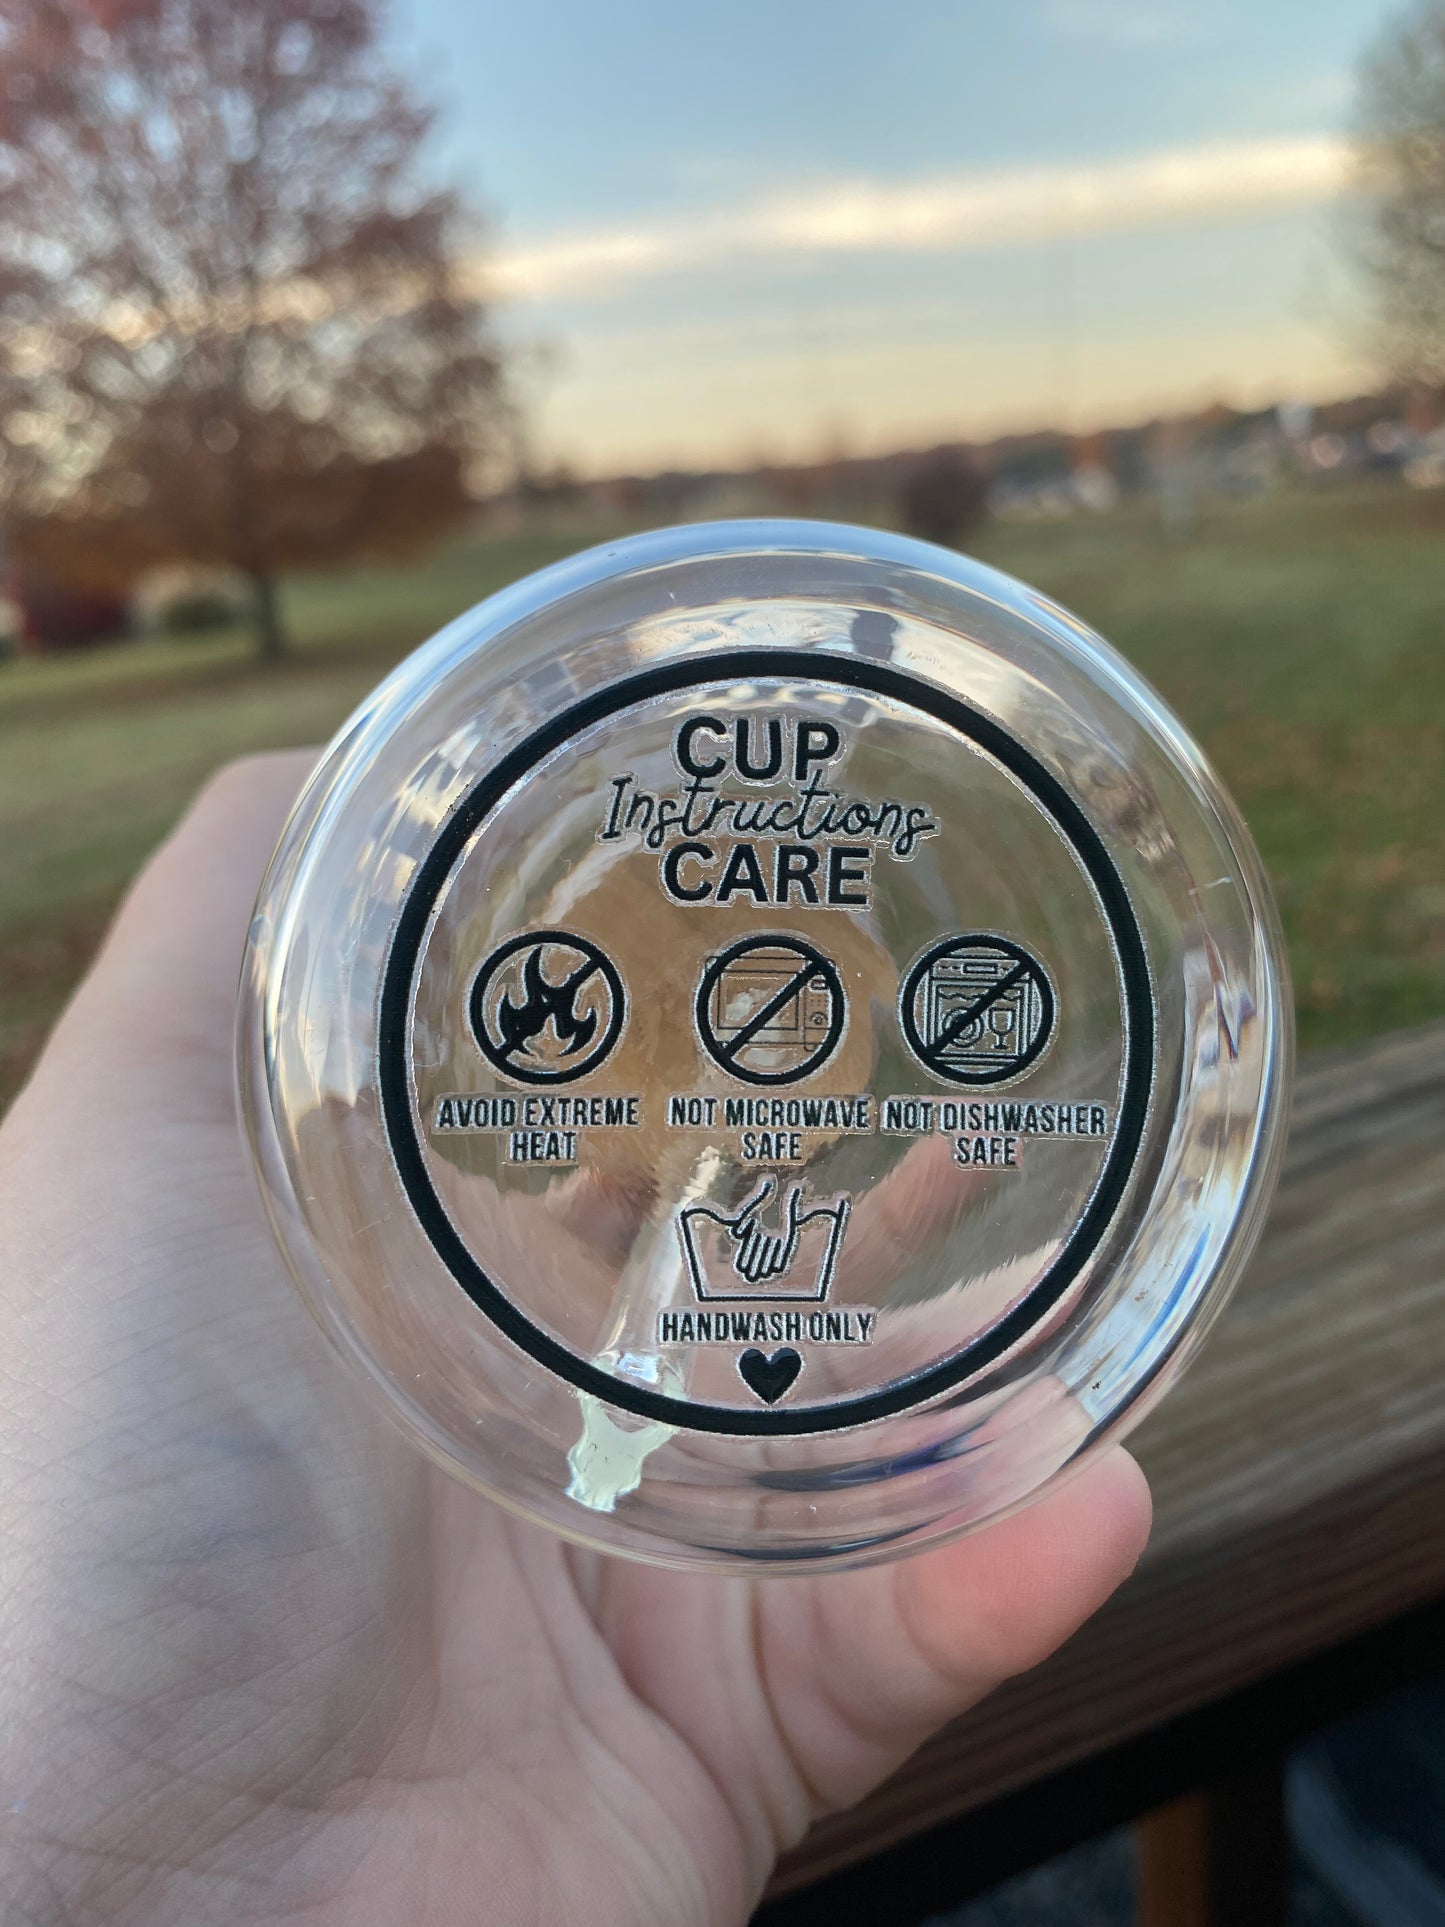 CUP
Instructions
CARE
AVOID EXTREME
HEAT
NOT MICROWAVE
SAFE
NOT DISHWASHER
SAFE
HANDWASH ONLY